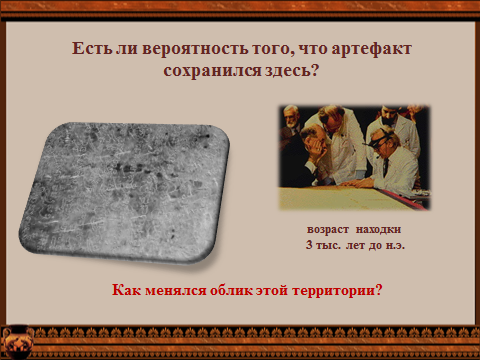 Есть ли вероятность того, что артефакт
сохранился здесь?
возраст находки
3 тыс. лет до н.э.
Как менялся облик этой территории?